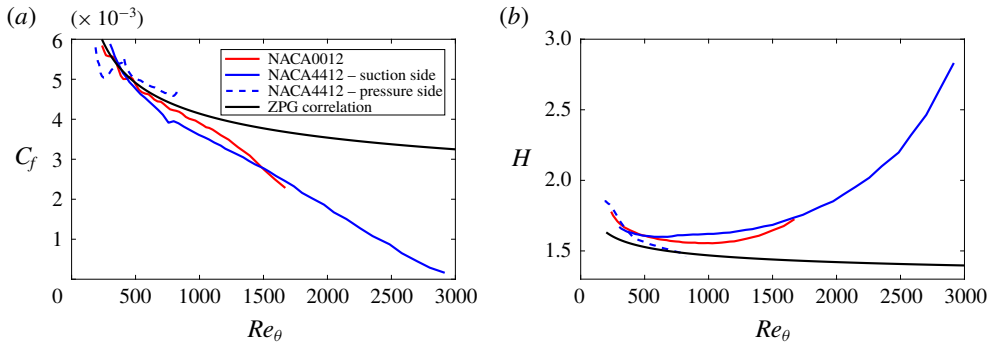 (a)
(× 10⁻³)
6
5
4
3
2
1
0
500
1000
1500
2000
2500
3000
C_f
Re_θ
NACA0012
NACA4412 – suction side
NACA4412 – pressure side
ZPG correlation
(b)
3.0
2.5
2.0
1.5
0
500
1000
1500
2000
2500
3000
H
Re_θ